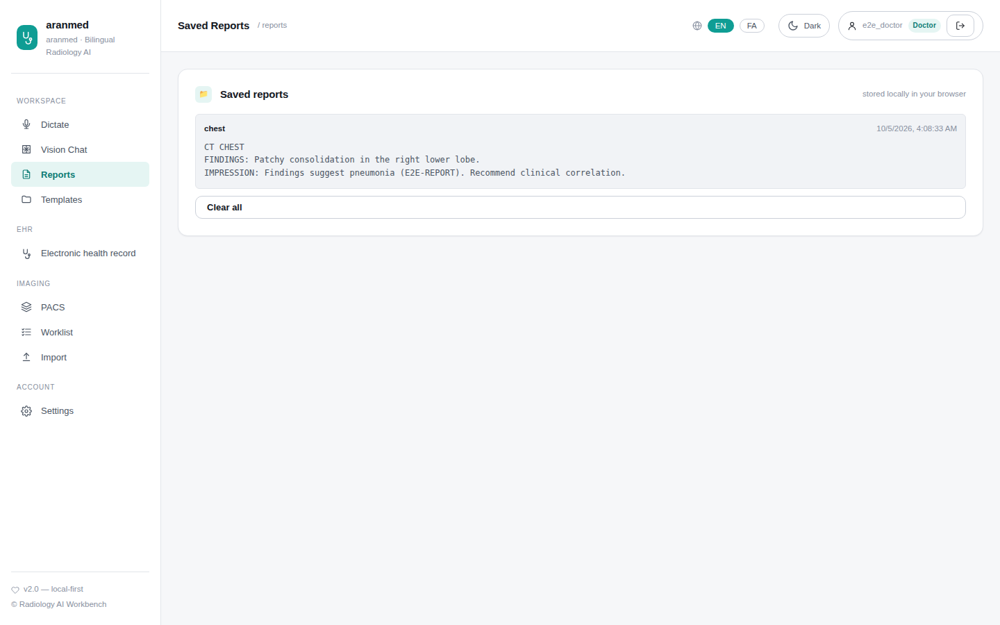 aranmed
aranmed · Bilingual
Radiology AI
WORKSPACE
Dictate
Vision Chat
Reports
Templates
EHR
Electronic health record
IMAGING
PACS
Worklist
Import
ACCOUNT
Settings
v2.0 — local-first
© Radiology AI Workbench
Saved Reports / reports
EN FA Dark e2e_doctor Doctor
Saved reports stored locally in your browser
chest 10/5/2026, 4:08:33 AM
CT CHEST
FINDINGS: Patchy consolidation in the right lower lobe.
IMPRESSION: Findings suggest pneumonia (E2E-REPORT). Recommend clinical correlation.
Clear all